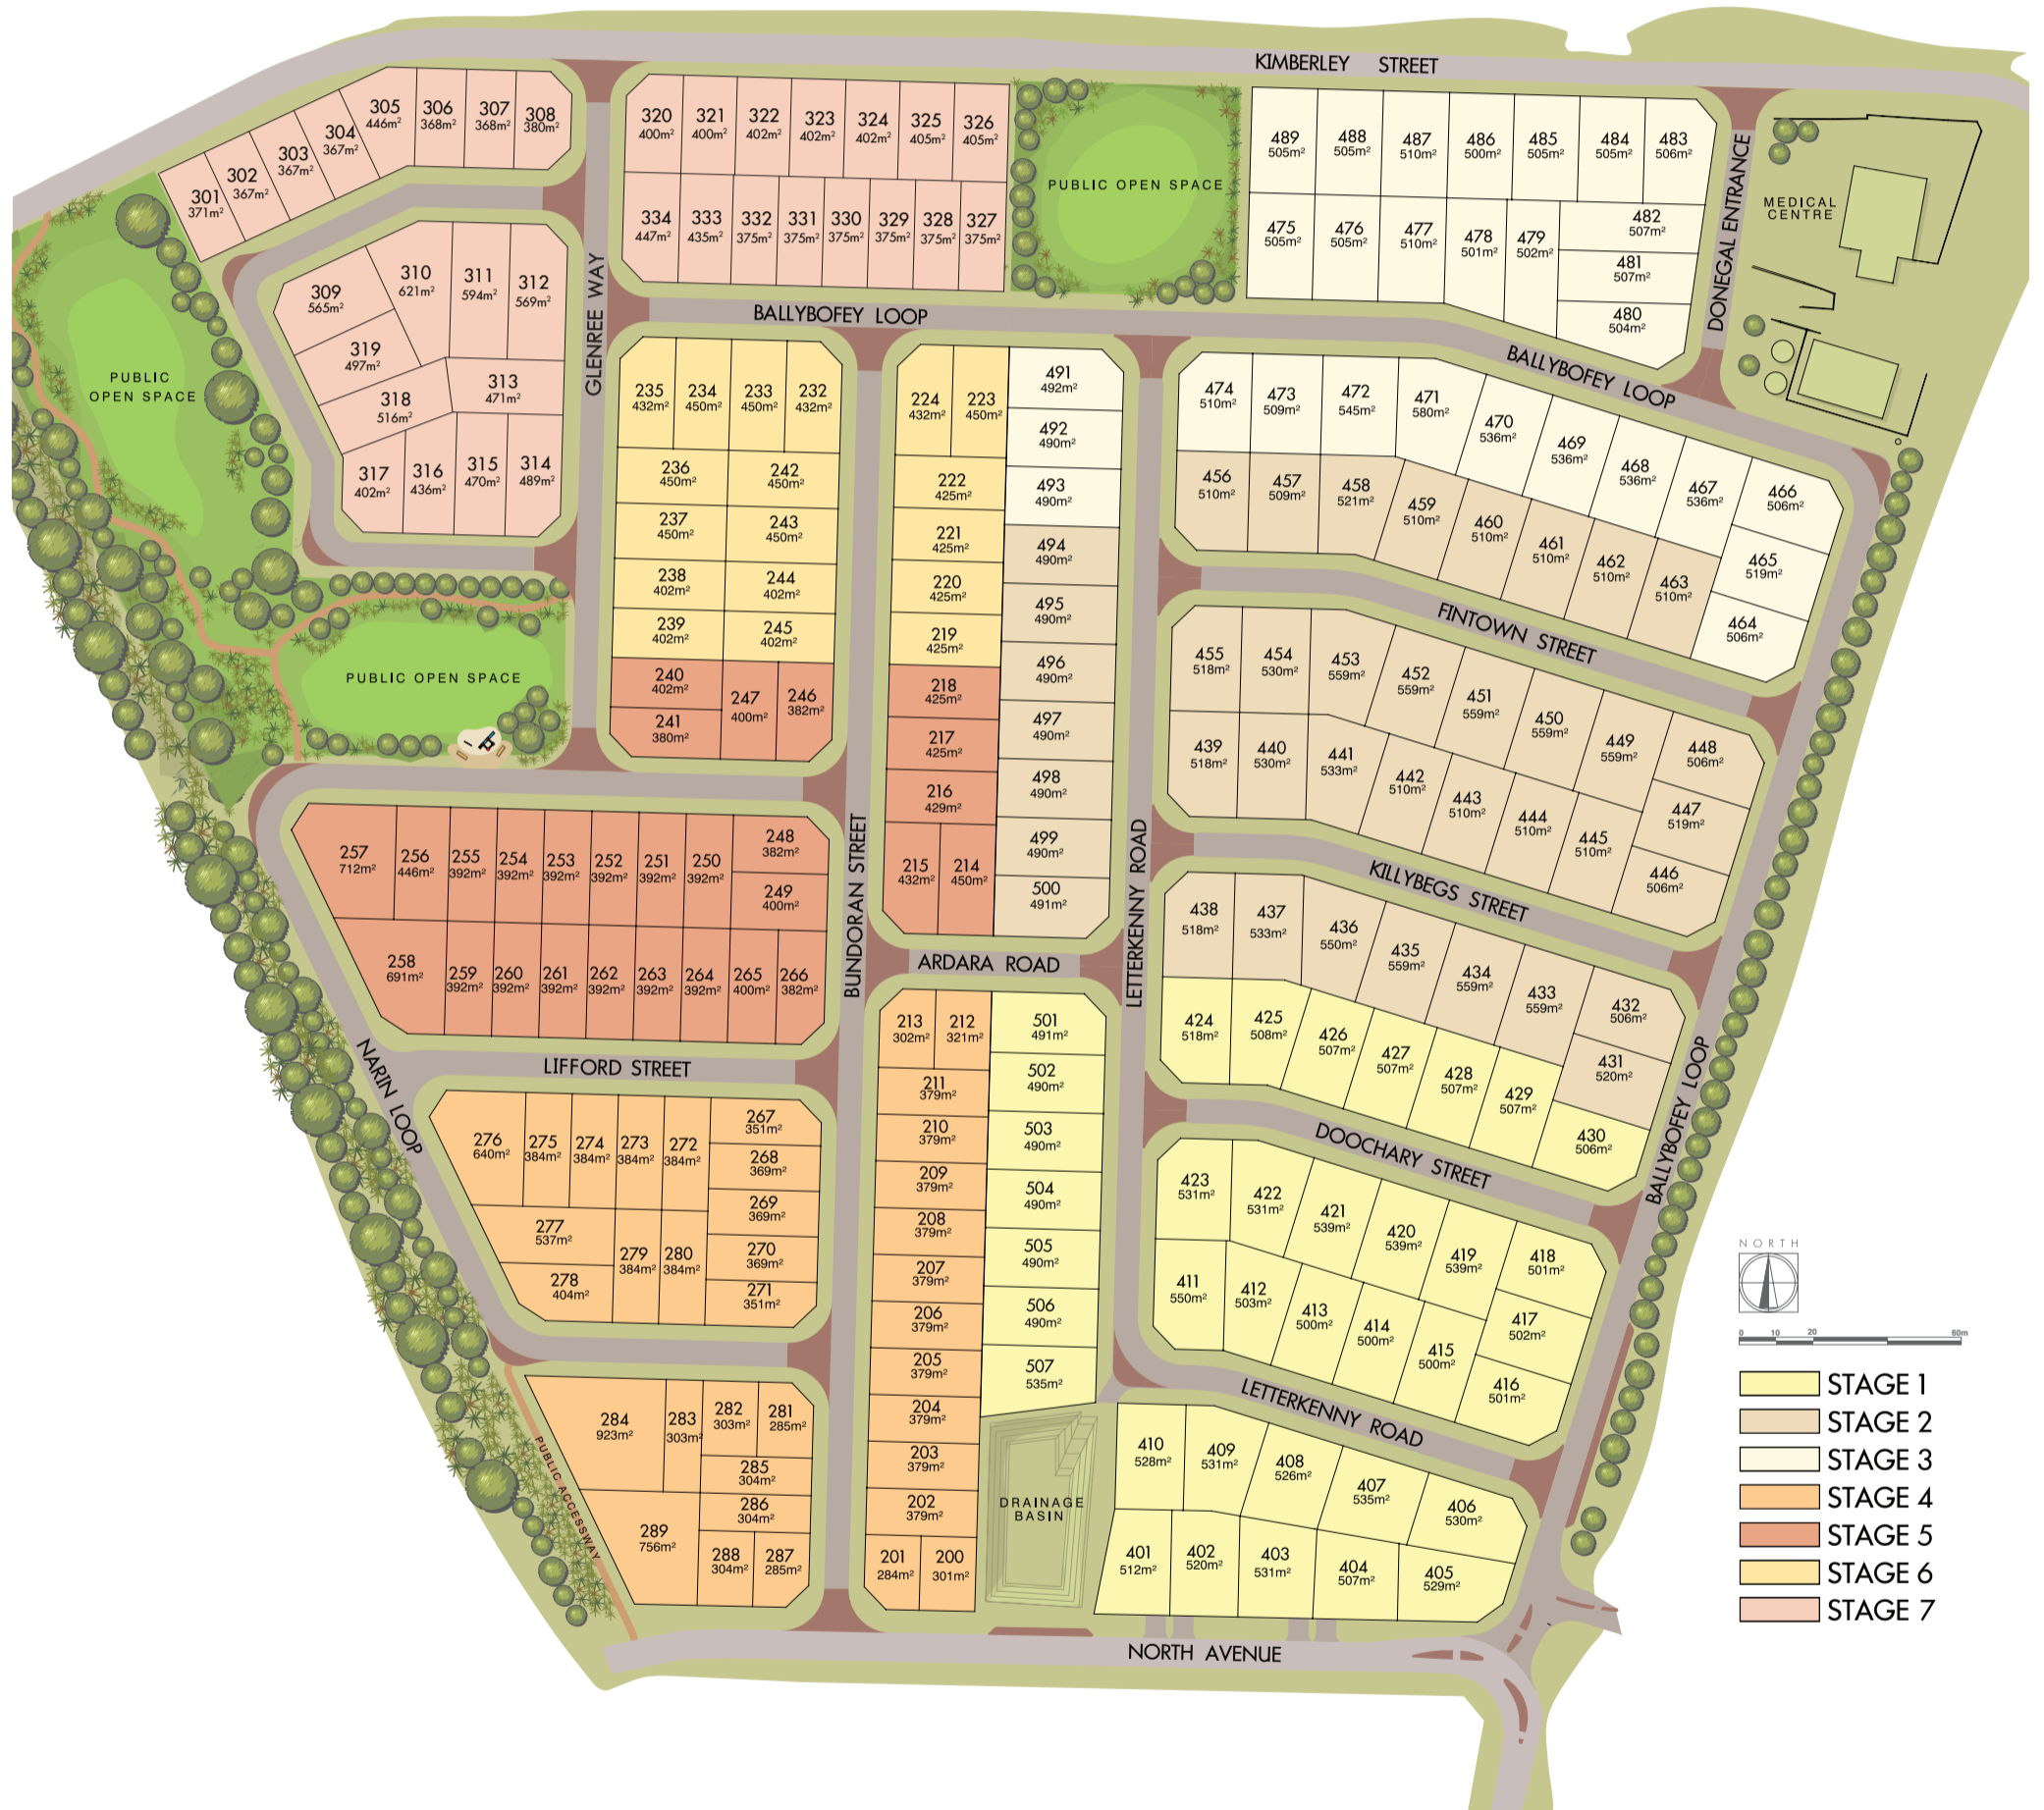 KIMBERLEY STREET
301
371m²
302
367m²
303
367m²
304
367m²
305
446m²
306
368m²
307
368m²
308
380m²
320
400m²
321
400m²
322
402m²
323
402m²
324
402m²
325
405m²
326
405m²
334
447m²
333
435m²
332
375m²
331
375m²
330
375m²
329
375m²
328
375m²
327
375m²
PUBLIC OPEN SPACE
489
505m²
488
505m²
487
510m²
486
500m²
485
505m²
484
505m²
483
506m²
475
505m²
476
505m²
477
510m²
478
501m²
479
502m²
482
507m²
481
507m²
480
504m²
DONEGAL ENTRANCE
MEDICAL
CENTRE
309
565m²
310
621m²
311
594m²
312
569m²
319
497m²
318
516m²
313
471m²
317
402m²
316
436m²
315
470m²
314
489m²
GLENREE WAY
PUBLIC
OPEN SPACE
PUBLIC OPEN SPACE
BALLYBOFEY LOOP
BALLYBOFEY LOOP
235
432m²
234
450m²
233
450m²
232
432m²
236
450m²
242
450m²
237
450m²
243
450m²
238
402m²
244
402m²
239
402m²
245
402m²
240
402m²
241
380m²
247
400m²
246
382m²
224
432m²
223
450m²
222
425m²
221
425m²
220
425m²
219
425m²
218
425m²
217
425m²
216
429m²
215
432m²
214
450m²
491
492m²
492
490m²
493
490m²
494
490m²
495
490m²
496
490m²
497
490m²
498
490m²
499
490m²
500
491m²
474
510m²
473
509m²
472
545m²
471
580m²
470
536m²
469
536m²
468
536m²
467
536m²
466
506m²
465
519m²
464
506m²
456
510m²
457
509m²
458
521m²
459
510m²
460
510m²
461
510m²
462
510m²
463
510m²
FINTOWN STREET
455
518m²
454
530m²
453
559m²
452
559m²
451
559m²
450
559m²
449
559m²
448
506m²
447
519m²
446
506m²
439
518m²
440
530m²
441
533m²
442
510m²
443
510m²
444
510m²
445
510m²
KILLYBEGS STREET
BUNDORAN STREET
LETTERKENNY ROAD
257
712m²
256
446m²
255
392m²
254
392m²
253
392m²
252
392m²
251
392m²
250
392m²
248
382m²
249
400m²
258
691m²
259
392m²
260
392m²
261
392m²
262
392m²
263
392m²
264
392m²
265
400m²
266
382m²
ARDARA ROAD
438
518m²
437
533m²
436
550m²
435
559m²
434
559m²
433
559m²
432
506m²
431
520m²
430
506m²
424
518m²
425
508m²
426
507m²
427
507m²
428
507m²
429
507m²
DOOCHARY STREET
BALLYBOFEY LOOP
NARIN LOOP
LIFFORD STREET
276
640m²
275
384m²
274
384m²
273
384m²
272
384m²
267
351m²
268
369m²
269
369m²
270
369m²
271
351m²
277
537m²
278
404m²
279
384m²
280
384m²
213
302m²
212
321m²
211
379m²
210
379m²
209
379m²
208
379m²
207
379m²
206
379m²
205
379m²
204
379m²
203
379m²
202
379m²
201
284m²
200
301m²
501
491m²
502
490m²
503
490m²
504
490m²
505
490m²
506
490m²
507
535m²
423
531m²
422
531m²
421
539m²
420
539m²
419
539m²
418
501m²
417
502m²
416
501m²
411
550m²
412
503m²
413
500m²
414
500m²
415
500m²
LETTERKENNY ROAD
284
923m²
283
303m²
282
303m²
281
285m²
285
304m²
286
304m²
289
756m²
288
304m²
287
285m²
PUBLIC ACCESSWAY
DRAINAGE
BASIN
410
528m²
409
531m²
408
526m²
407
535m²
406
530m²
401
512m²
402
520m²
403
531m²
404
507m²
405
529m²
NORTH AVENUE
NORTH
0 10 20 60m
STAGE 1
STAGE 2
STAGE 3
STAGE 4
STAGE 5
STAGE 6
STAGE 7